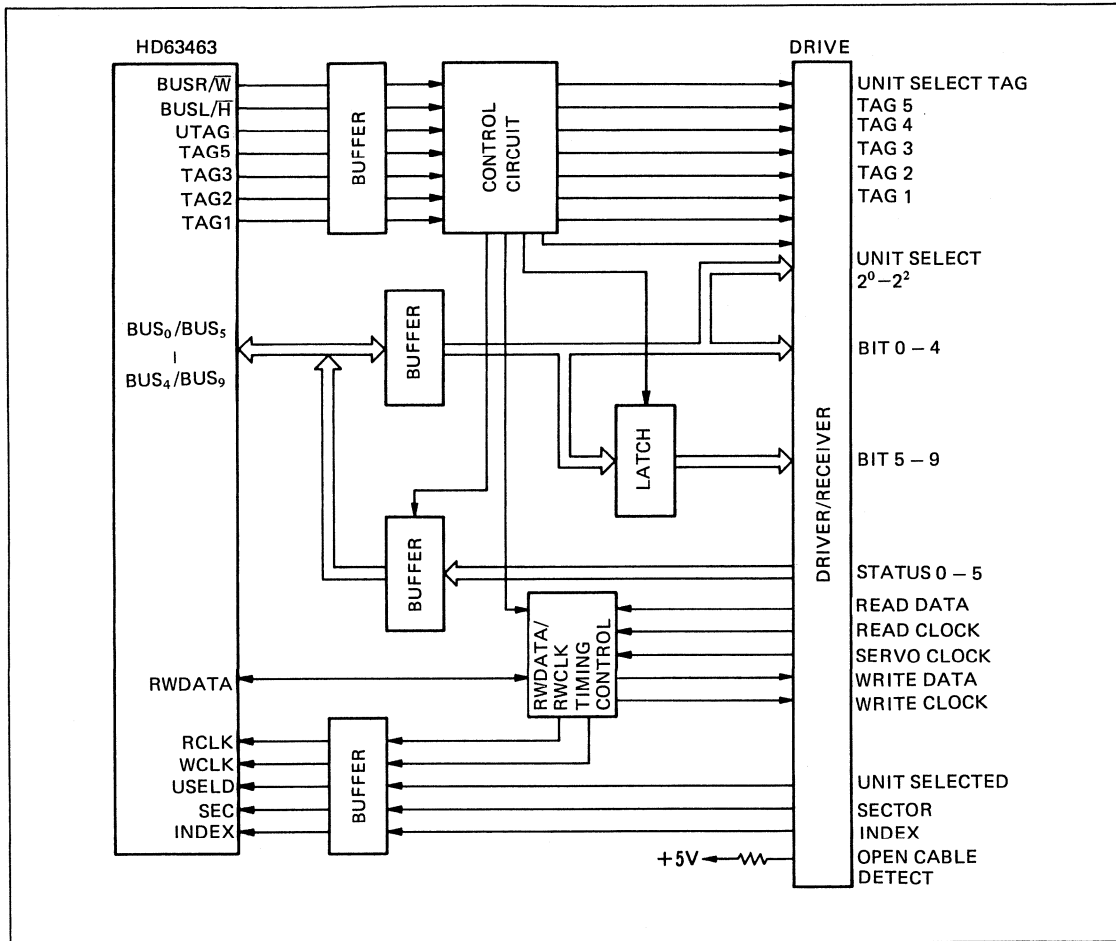 HD63463
DRIVE
BUSR/W̅
BUSL/H̅
UTAG
TAG5
TAG3
TAG2
TAG1
BUFFER
CONTROL
CIRCUIT
UNIT SELECT TAG
TAG 5
TAG 4
TAG 3
TAG 2
TAG 1
UNIT SELECT
2⁰–2²
BUS₀/BUS₅
|
BUS₄/BUS₉
BUFFER
BIT 0 – 4
LATCH
BIT 5 – 9
DRIVER/RECEIVER
BUFFER
STATUS 0 – 5
RWDATA/
RWCLK
TIMING
CONTROL
READ DATA
READ CLOCK
SERVO CLOCK
WRITE DATA
WRITE CLOCK
RWDATA
RCLK
WCLK
USELD
SEC
INDEX
BUFFER
UNIT SELECTED
SECTOR
INDEX
+5V
OPEN CABLE
DETECT